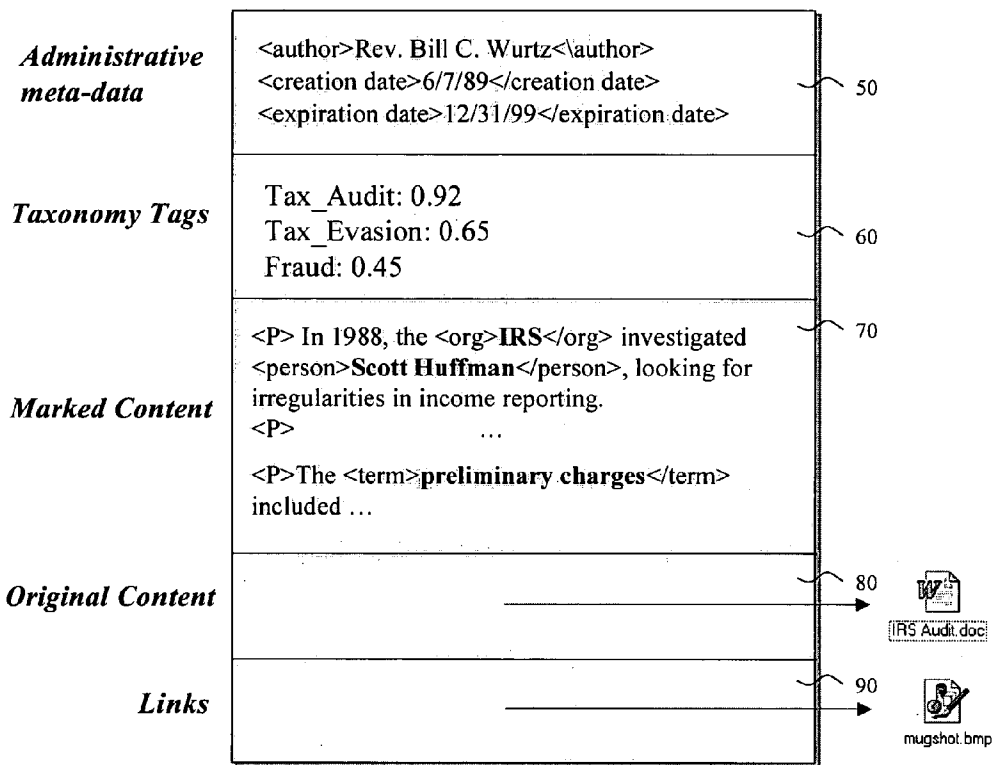 Administrative
meta-data
<author>Rev. Bill C. Wurtz<\author>
<creation date>6/7/89</creation date>
<expiration date>12/31/99</expiration date>
50
Taxonomy Tags
Tax_Audit: 0.92
Tax_Evasion: 0.65
Fraud: 0.45
60
Marked Content
<P> In 1988, the <org>IRS</org> investigated
<person>Scott Huffman</person>, looking for
irregularities in income reporting.
<P> ...
<P>The <term>preliminary charges</term>
included ...
70
Original Content
80
W
IRS Audit.doc
Links
90
mugshot.bmp